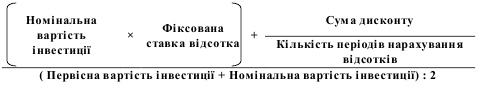 Номінальна вартість інвестиції × Фіксована ставка відсотка + Сума дисконту
Кількість періодів нарахування відсотків
( Первісна вартість інвестиції + Номінальна вартість інвестиції) : 2